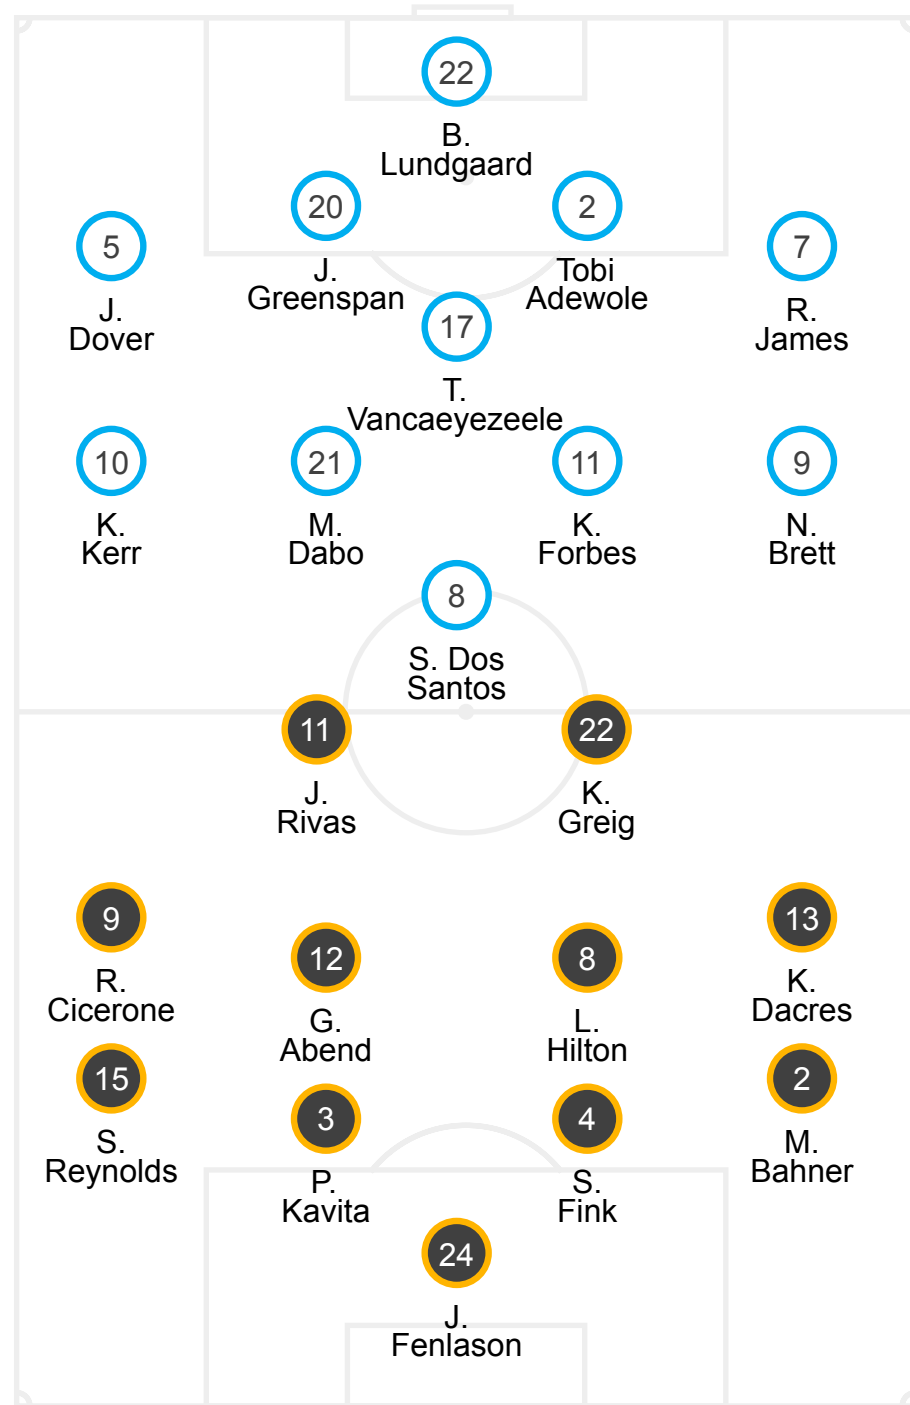 22
B.
Lundgaard
20
J.
Greenspan
2
Tobi
Adewole
5
J.
Dover
7
R.
James
17
T.
Vancaeyezeele
10
K.
Kerr
21
M.
Dabo
11
K.
Forbes
9
N.
Brett
8
S. Dos
Santos
11
J.
Rivas
22
K.
Greig
9
R.
Cicerone
12
G.
Abend
8
L.
Hilton
13
K.
Dacres
15
S.
Reynolds
3
P.
Kavita
4
S.
Fink
2
M.
Bahner
24
J.
Fenlason